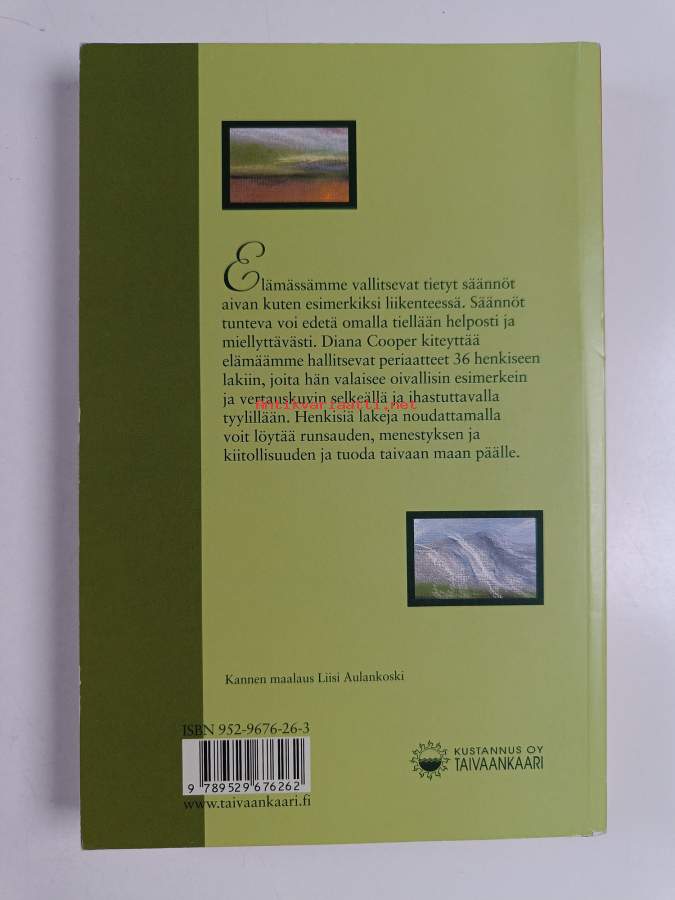 Elämässämme vallitsevat tietyt säännöt
aivan kuten esimerkiksi liikenteessä. Säännöt
tunteva voi edetä omalla tiellään helposti ja
miellyttävästi. Diana Cooper kiteyttää
elämäämme hallitsevat periaatteet 36 henkiseen
lakiin, joita hän valaisee oivallisin esimerkein
ja vertauskuvin selkeällä ja ihastuttavalla
Antikvariaatti.net
tyylillään. Henkisiä lakeja noudattamalla
voit löytää runsauden, menestyksen ja
kiitollisuuden ja tuoda taivaan maan päälle.
Kannen maalaus Liisi Aulankoski
ISBN 952-9676-26-3
9 789529 676262
www.taivaankaari.fi
KUSTANNUS OY
TAIVAANKAARI